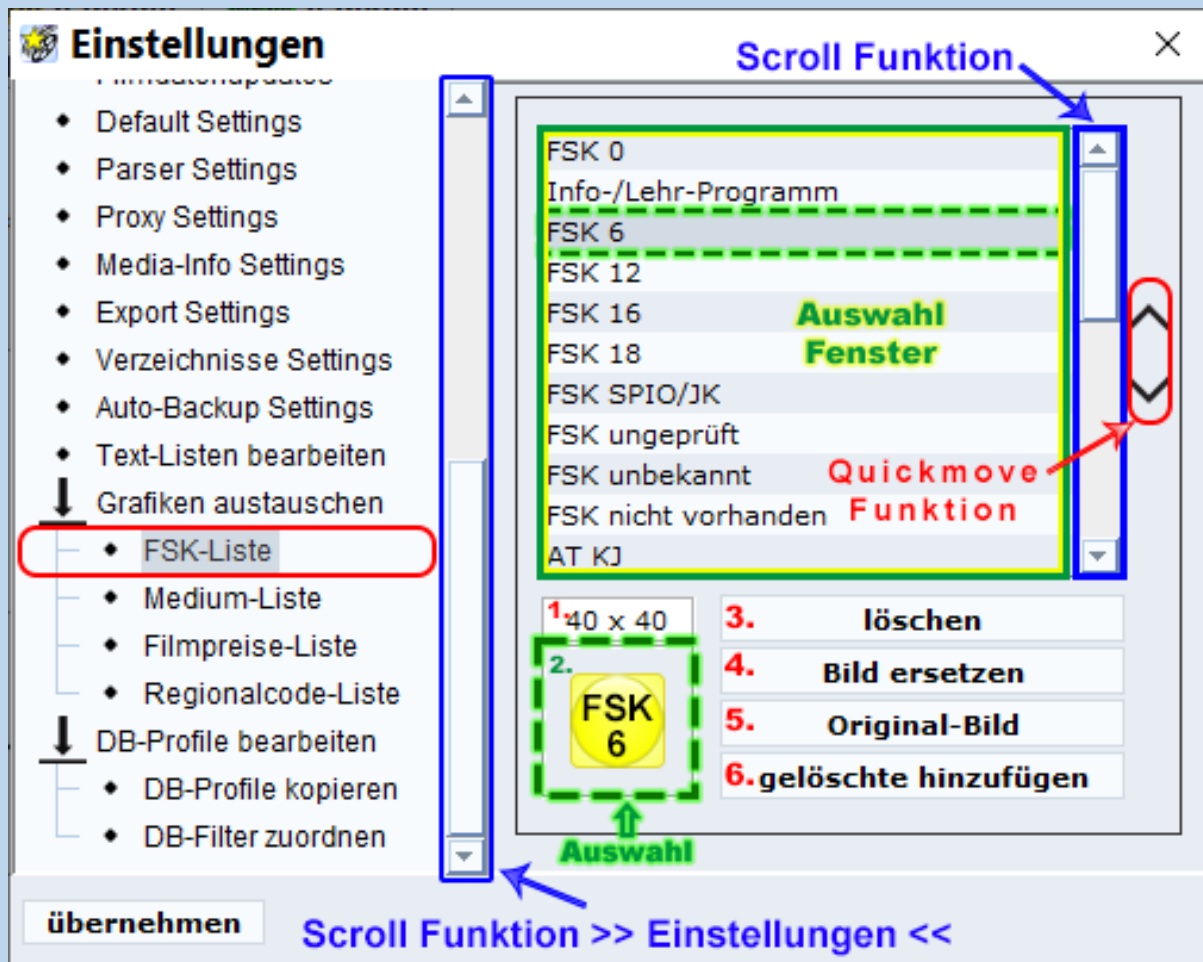 Einstellungen
Scroll Funktion
Filmdatenupdates
Default Settings
Parser Settings
Proxy Settings
Media-Info Settings
Export Settings
Verzeichnisse Settings
Auto-Backup Settings
Text-Listen bearbeiten
Grafiken austauschen
FSK-Liste
Medium-Liste
Filmpreise-Liste
Regionalcode-Liste
DB-Profile bearbeiten
DB-Profile kopieren
DB-Filter zuordnen
FSK 0
Info-/Lehr-Programm
FSK 6
FSK 12
FSK 16
FSK 18
FSK SPIO/JK
FSK ungeprüft
FSK unbekannt
FSK nicht vorhanden
AT KJ
Auswahl
Fenster
Quickmove
Funktion
1. 40 x 40
2.
FSK
6
Auswahl
3. löschen
4. Bild ersetzen
5. Original-Bild
6. gelöschte hinzufügen
übernehmen
Scroll Funktion >> Einstellungen <<